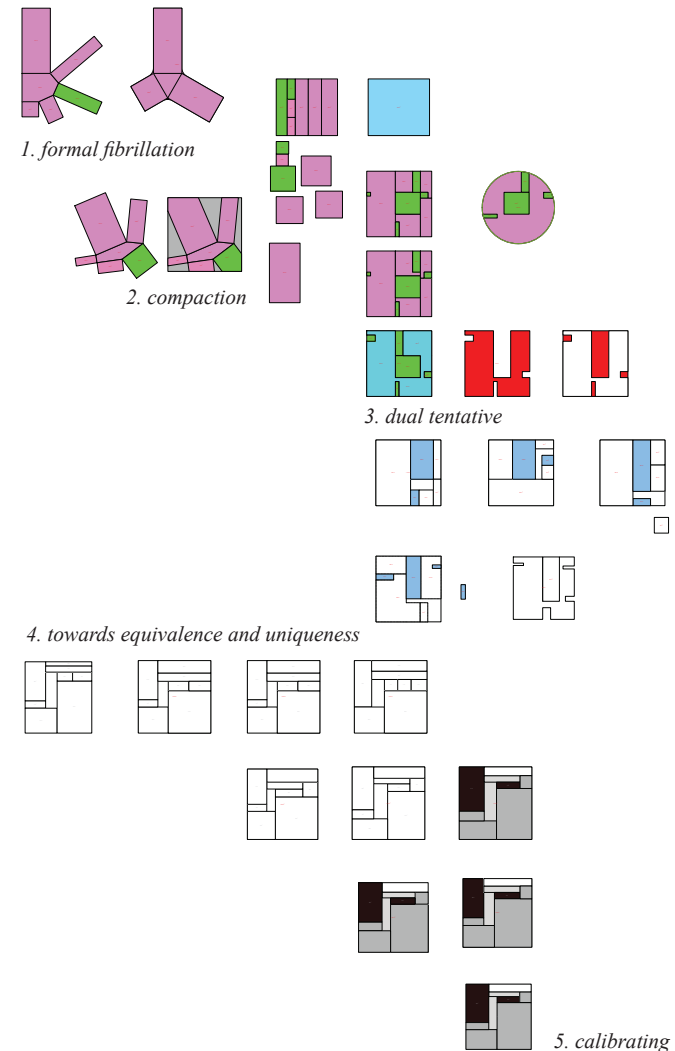 1. formal fibrillation
2. compaction
3. dual tentative
4. towards equivalence and uniqueness
5. calibrating